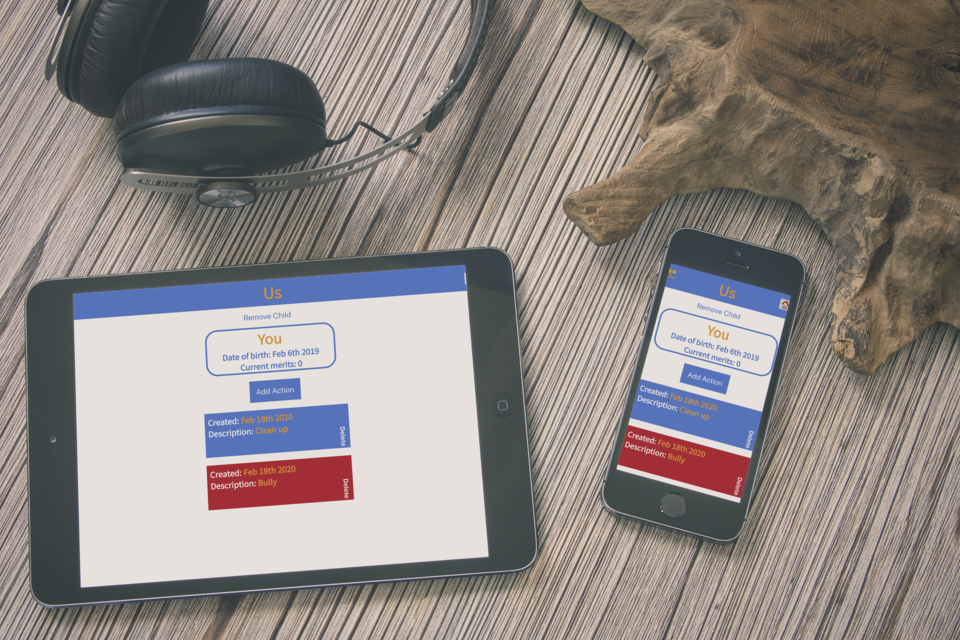 Us
Remove Child
You
Date of birth: Feb 6th 2019
Current merits: 0
Add Action
Created: Feb 18th 2020
Description: Clean up
Delete
Created: Feb 18th 2020
Description: Bully
Delete
Us
Remove Child
You
Date of birth: Feb 6th 2019
Current merits: 0
Add Action
Created: Feb 18th 2020
Description: Clean up
Delete
Created: Feb 18th 2020
Description: Bully
Delete